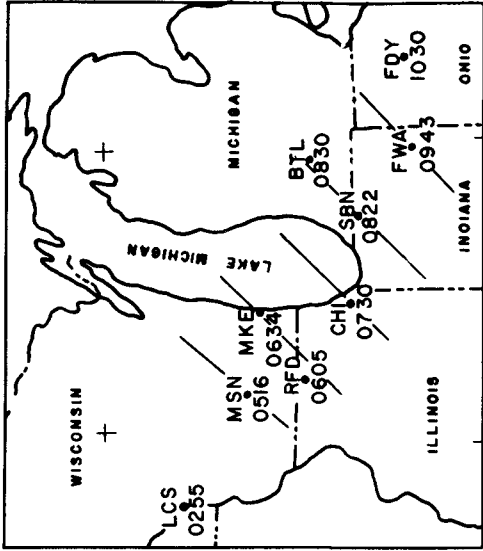 WISCONSIN
LCS
0255
MSN
0516
MKE
0634
RFD
0605
CHI
0730
ILLINOIS
LAKE MICHIGAN
MICHIGAN
BTL
0830
SBN
0822
INDIANA
FWA
0943
FDY
1030
OHIO